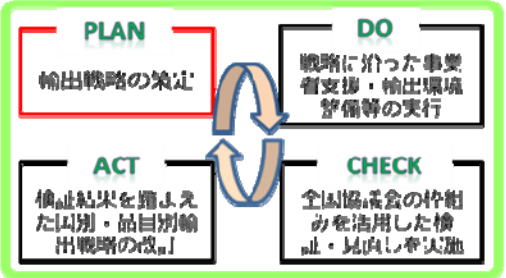 PLAN
輸出戦略の策定
DO
戦略に沿った事業
者支援・輸出環境
整備等の実行
ACT
検証結果を踏まえ
た国別・品目別輸
出戦略の改訂
CHECK
全国協議会の枠組
みを活用した検
証・見直しを実施